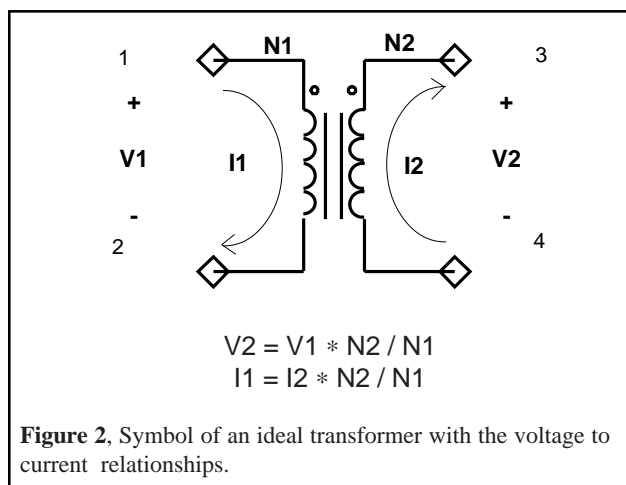 N1 N2
1 3
+ +
V1 I1 I2 V2
- -
2 4
V2 = V1 * N2 / N1
I1 = I2 * N2 / N1
Figure 2, Symbol of an ideal transformer with the voltage to
current relationships.